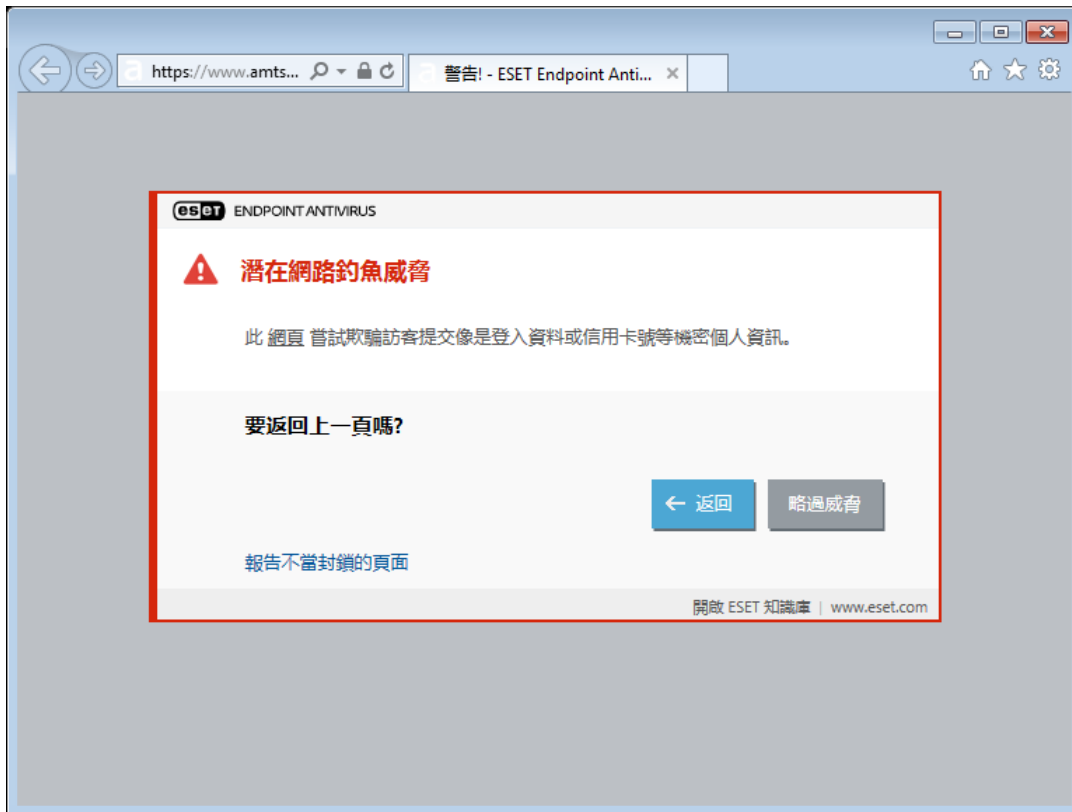 https://www.amts...
警告! - ESET Endpoint Anti...
eset ENDPOINT ANTIVIRUS
潛在網路釣魚威脅
此 網頁 嘗試欺騙訪客提交像是登入資料或信用卡號等機密個人資訊。
要返回上一頁嗎?
返回
略過威脅
報告不當封鎖的頁面
開啟 ESET 知識庫 | www.eset.com